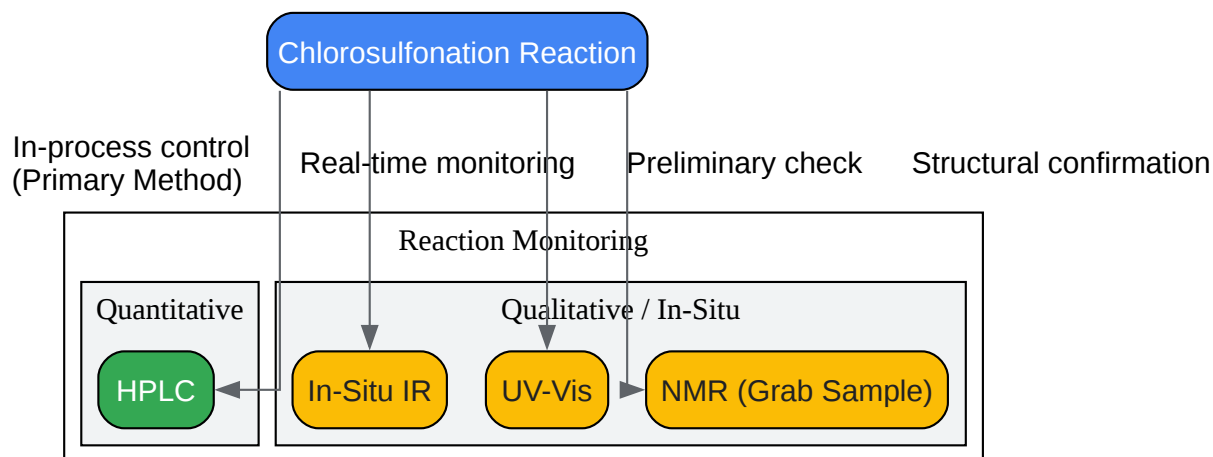 Chlorosulfonation Reaction
In-process control
(Primary Method)
Real-time monitoring
Preliminary check
Structural confirmation
Reaction Monitoring
Quantitative
Qualitative / In-Situ
HPLC
In-Situ IR
UV-Vis
NMR (Grab Sample)